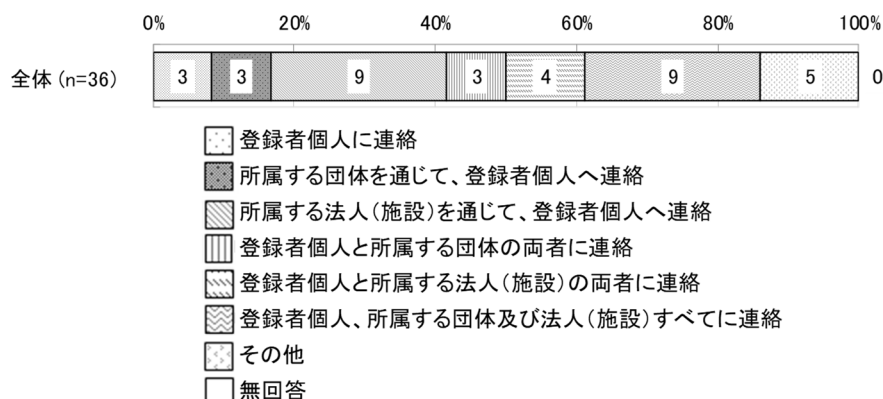 0% 20% 40% 60% 80% 100%
全体 (n=36) 3 3 9 3 4 9 5 0
登録者個人に連絡
所属する団体を通じて、登録者個人へ連絡
所属する法人(施設)を通じて、登録者個人へ連絡
登録者個人と所属する団体の両者に連絡
登録者個人と所属する法人(施設)の両者に連絡
登録者個人、所属する団体及び法人(施設)すべてに連絡
その他
無回答